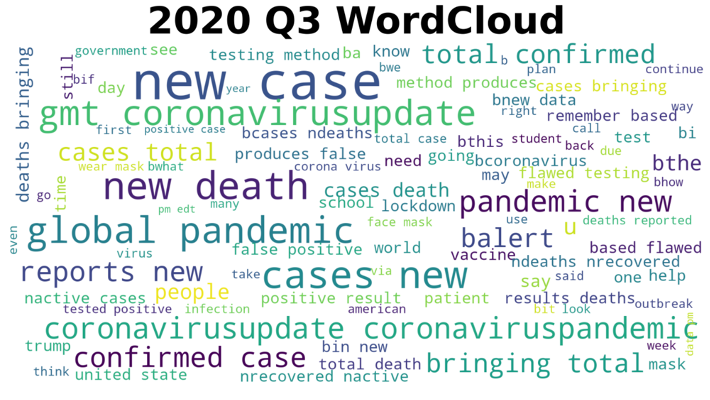 2020 Q3 WordCloud
government see
testing method
ba
know
total
b
confirmed
deaths bringing
still
bif
day
new case
year
bwe
plan
continue
method produces
cases bringing
gmt coronavirusupdate
bnew data
right
remember based
way
first
positive case
bcases ndeaths
total case
bthis
student
back
call
due
test
bi
cases total
produces false
need
going
bcoronavirus
bthe
wear mask
bwhat
corona virus
may
flawed testing
make
bhow
go
time
new death
cases death
school
lockdown
pandemic new
pm edt
many
face mask
use
deaths reported
even
global pandemic
virus
false positive
world
vaccine
balert
u
based flawed
ndeaths nrecovered
reports new
take
cases new
via
say
said
one
help
nactive cases
people
positive result
patient
results deaths
outbreak
tested positive
infection
american
bit
look
data pm
coronavirusupdate coronaviruspandemic
trump
confirmed case
bin new
total death
bringing total
week
mask
think
united state
nrecovered nactive